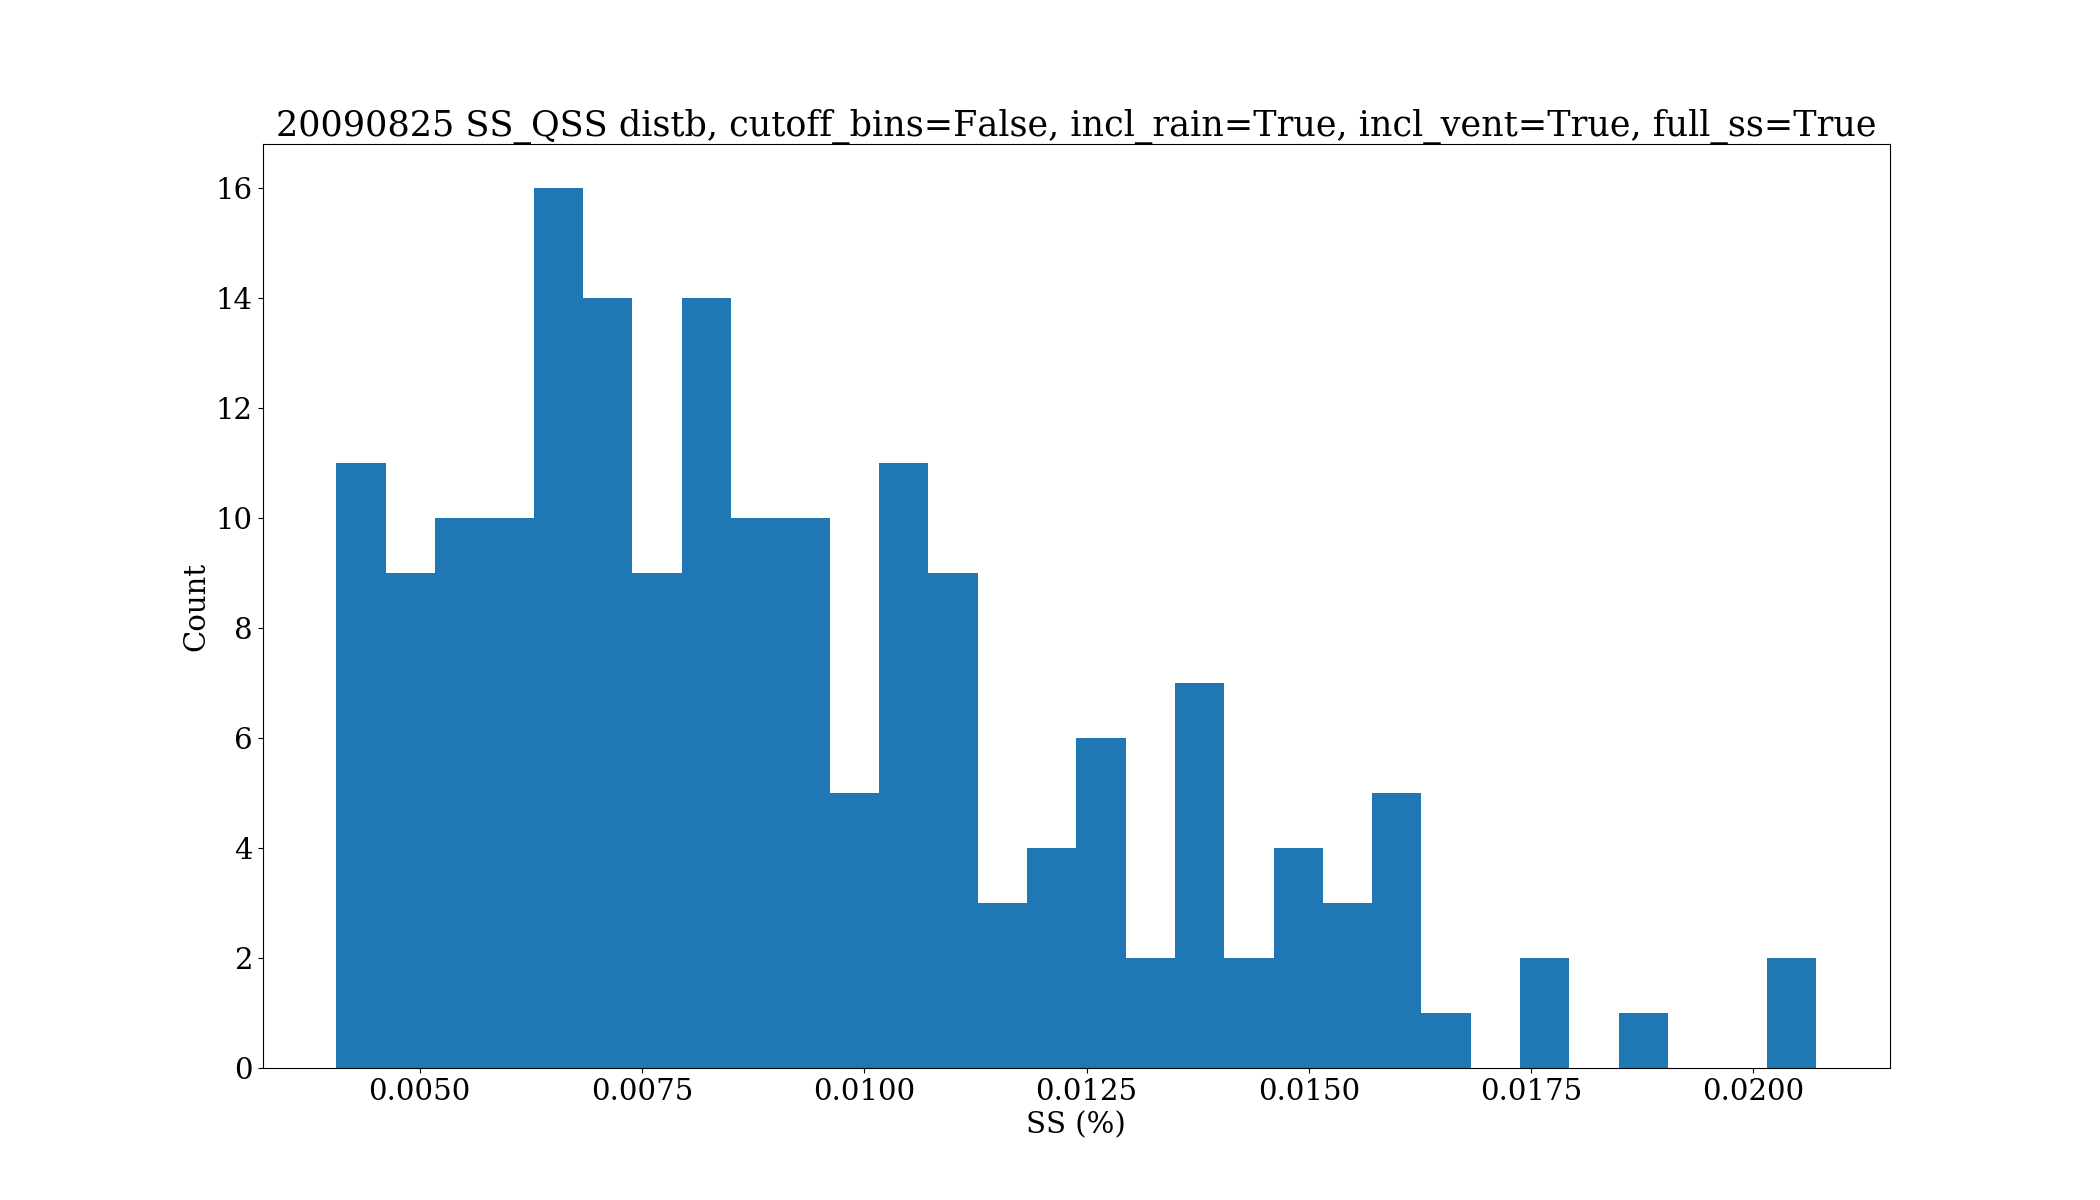 20090825 SS_QSS distb, cutoff_bins=False, incl_rain=True, incl_vent=True, full_ss=True
16
14
12
10
8
6
4
2
0
Count
0.0050 0.0075 0.0100 0.0125 0.0150 0.0175 0.0200
SS (%)